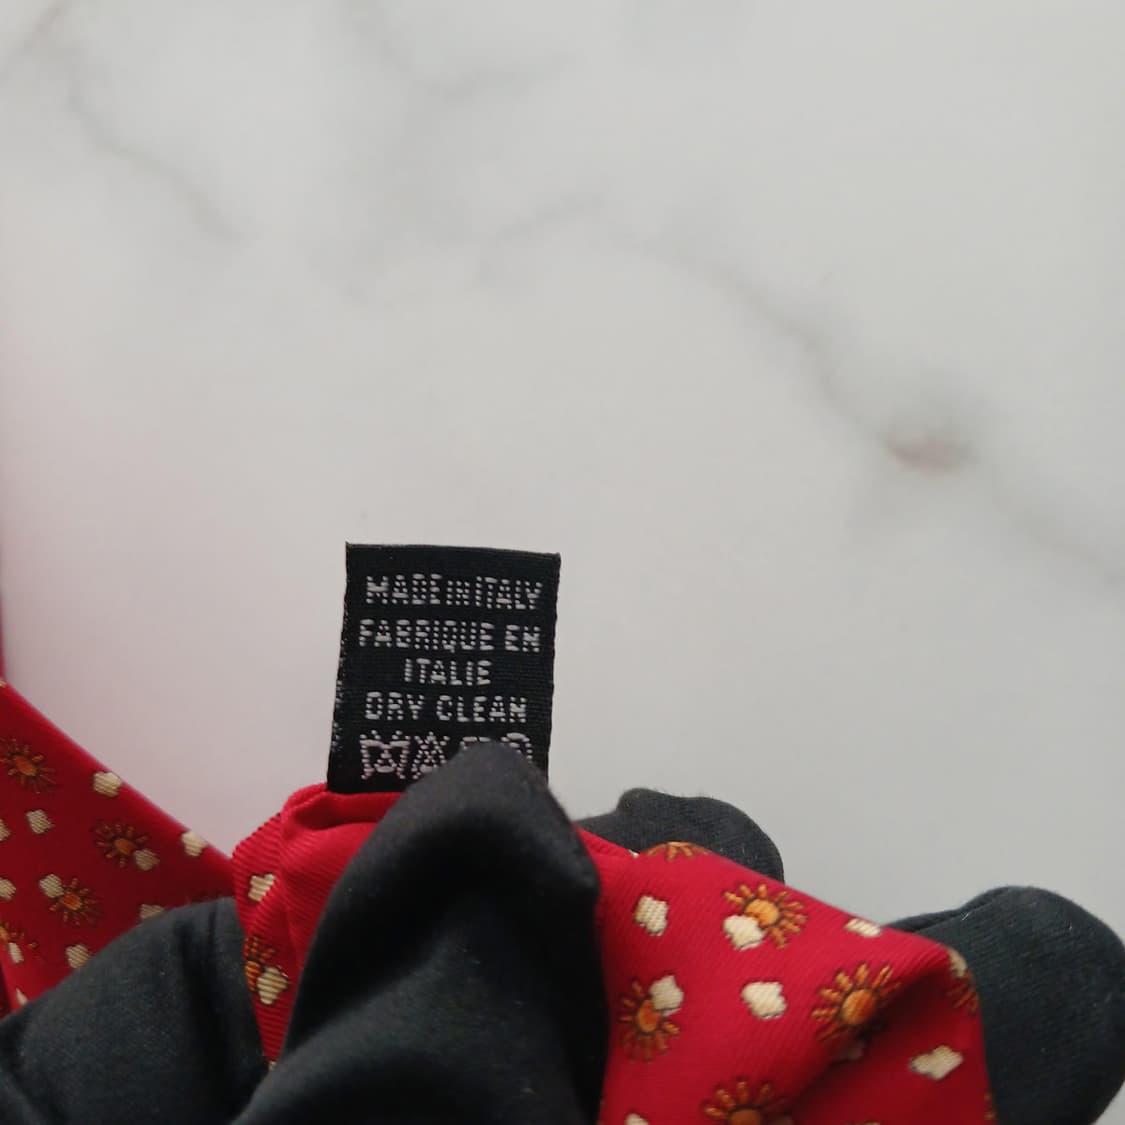 MADE IN ITALY
FABRIQUE EN
ITALIE
DRY CLEAN